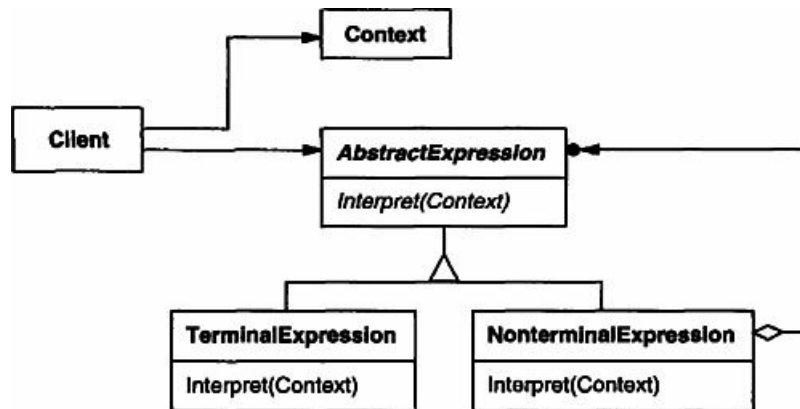 Context
Client
AbstractExpression
Interpret(Context)
TerminalExpression
Interpret(Context)
NonterminalExpression
Interpret(Context)